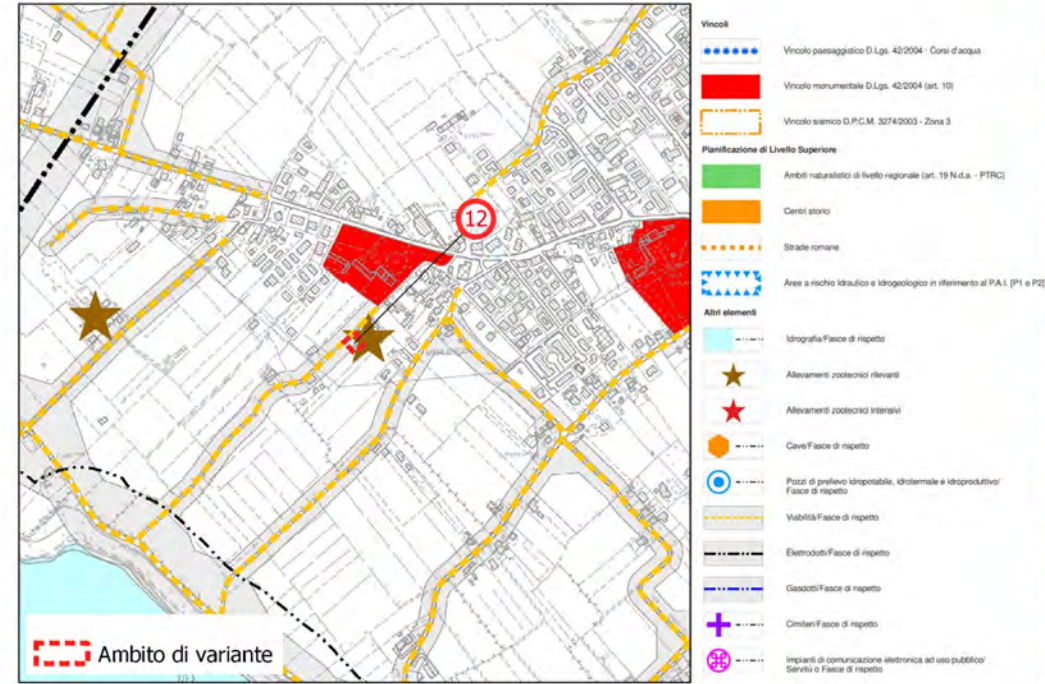 12
Ambito di variante
Vincoli
Vincolo paesaggistico D.Lgs. 42/2004 - Corsi d'acqua
Vincolo monumentale D.Lgs. 42/2004 (art. 10)
Vincolo sismico D.P.C.M. 3274/2003 - Zona 3
Pianificazione di Livello Superiore
Ambiti naturalistici di livello regionale (art. 19 N.d.a. - PTRC)
Centri storici
Strade romane
Aree a rischio Idraulico e Idrogeologico in riferimento al P.A.I. [P1 e P2]
Altri elementi
Idrografia/Fasce di rispetto
Allevamenti zootecnici rilevanti
Allevamenti zootecnici intensivi
Cave/Fasce di rispetto
Pozzi di prelievo idropotabile, idrotermale e idroproduttivo/
Fasce di rispetto
Viabilità/Fasce di rispetto
Elettrodotti/Fasce di rispetto
Gasdotti/Fasce di rispetto
Cimiteri/Fasce di rispetto
Impianti di comunicazione elettronica ad uso pubblico/
Servitù o Fasce di rispetto